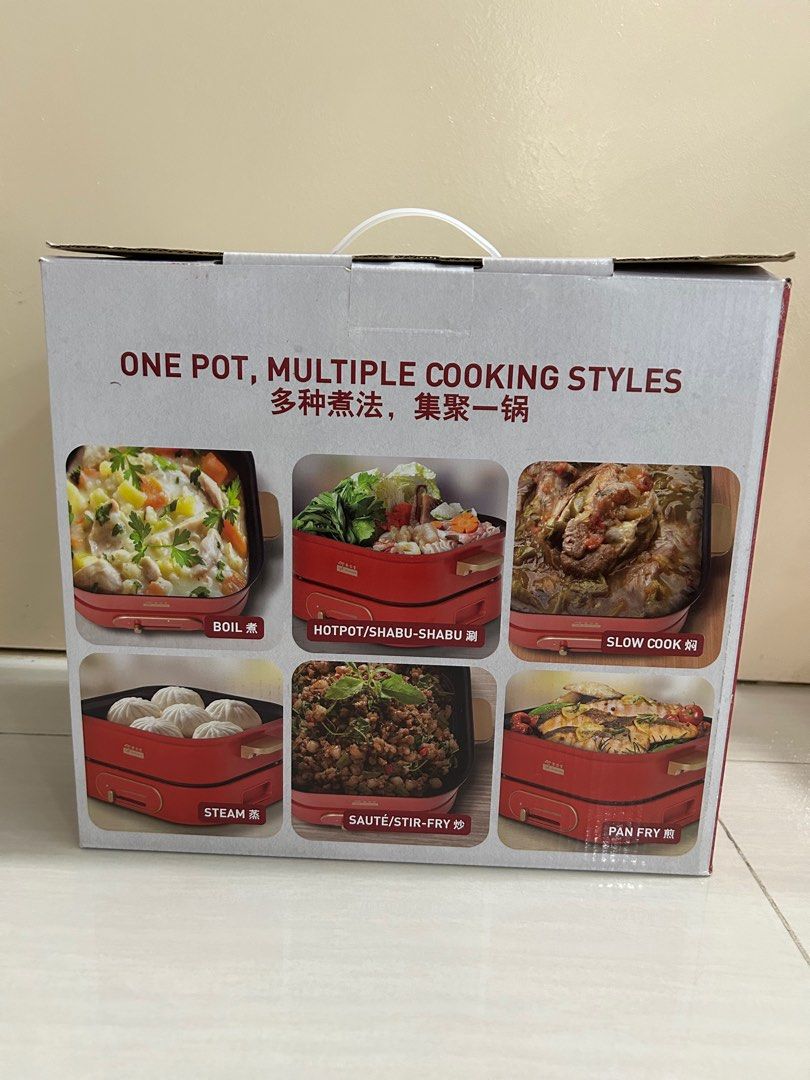 ONE POT, MULTIPLE COOKING STYLES
多种煮法，集聚一锅
BOIL 煮
HOTPOT/SHABU-SHABU 涮
SLOW COOK 焖
STEAM 蒸
SAUTÉ/STIR-FRY 炒
PAN FRY 煎